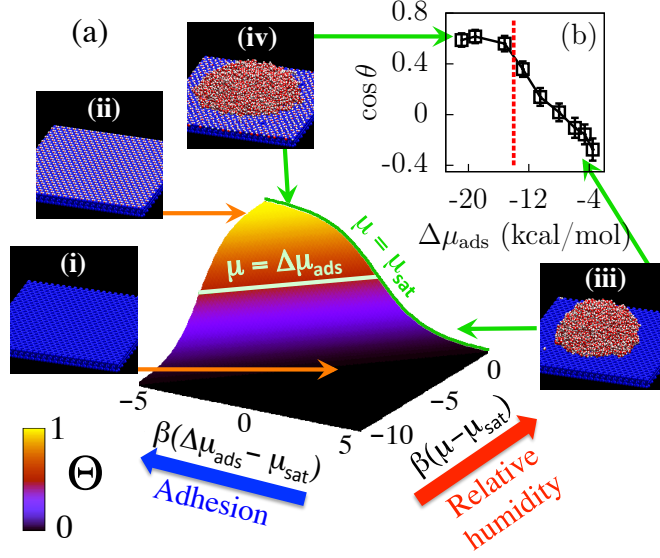 (a)
(iv)
(b)
0.8
0.4
0
-0.4
cos θ
-20 -12 -4
Δμads (kcal/mol)
(ii)
(i)
(iii)
μ = μsat
μ = Δμads
-5
0
5
-10
0
β(Δμads − μsat)
β(μ−μsat)
Adhesion
Relative
humidity
1
Θ
0